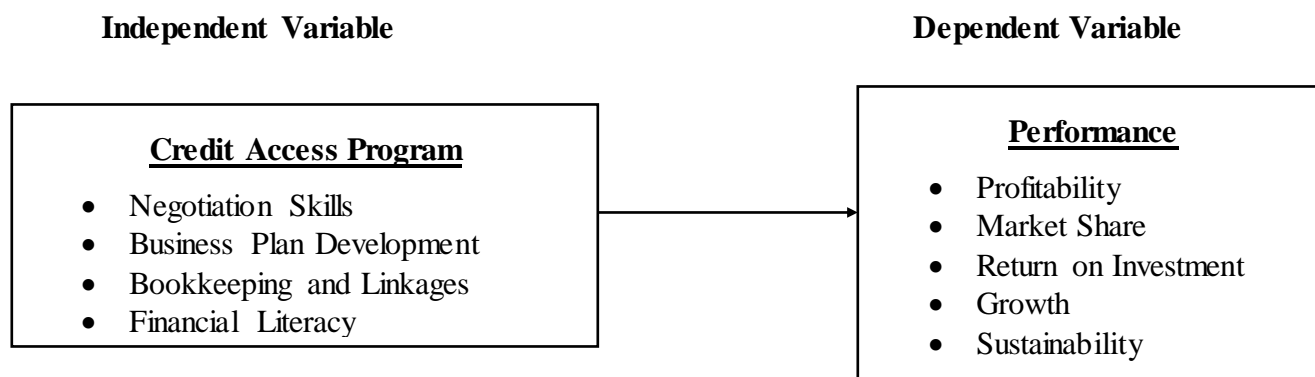 Independent Variable
Dependent Variable
Credit Access Program
• Negotiation Skills
• Business Plan Development
• Bookkeeping and Linkages
• Financial Literacy
Performance
• Profitability
• Market Share
• Return on Investment
• Growth
• Sustainability